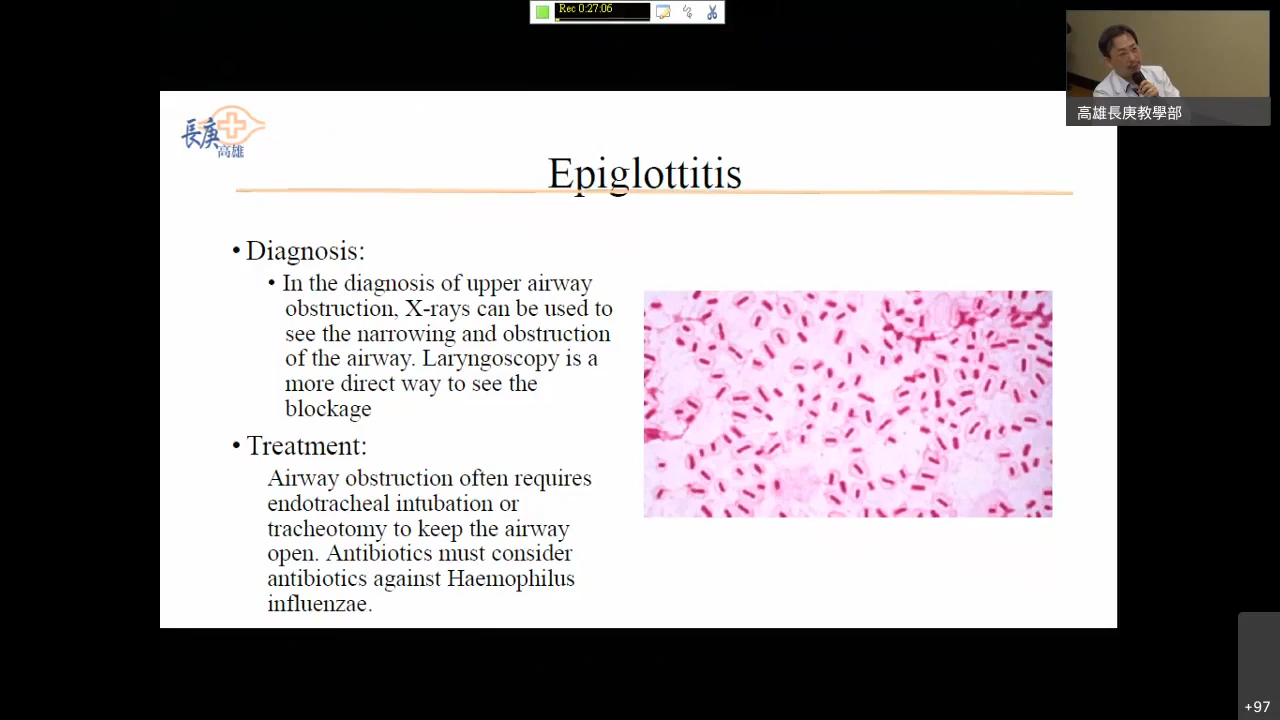 Rec 0:27:06
高雄長庚教學部
長庚
高雄
Epiglottitis
• Diagnosis:
• In the diagnosis of upper airway
obstruction, X-rays can be used to
see the narrowing and obstruction
of the airway. Laryngoscopy is a
more direct way to see the
blockage
• Treatment:
Airway obstruction often requires
endotracheal intubation or
tracheotomy to keep the airway
open. Antibiotics must consider
antibiotics against Haemophilus
influenzae.
+97